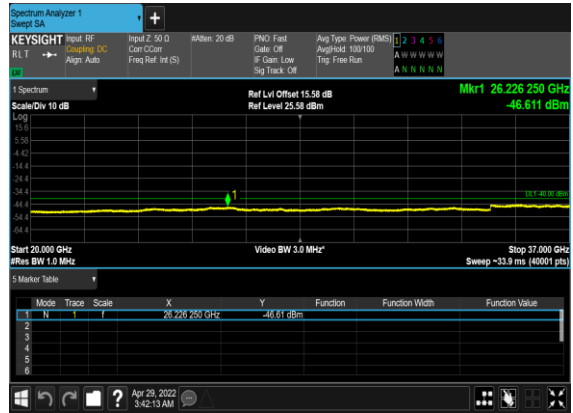 Spectrum Analyzer 1
Swept SA
+
KEYSIGHT Input: RF Input Z: 50 Ω #Atten: 20 dB PNO: Fast Avg Type: Power (RMS) 1 2 3 4 5 6
RLT Coupling: DC Corr CCorr Gate: Off Avg|Hold: 100/100 A W W W W W
Align: Auto Freq Ref: Int (S) IF Gain: Low Trig: Free Run
Sig Track: Off A N N N N N
1 Spectrum
Ref Lvl Offset 15.58 dB Mkr1 26.226 250 GHz
Scale/Div 10 dB Ref Level 25.58 dBm -46.611 dBm
Log
15.6
5.58
-4.42
-14.4
-24.4
-34.4 1 DL1 -40.00 dBm
-44.4
-54.4
-64.4
Start 20.000 GHz Video BW 3.0 MHz* Stop 37.000 GHz
#Res BW 1.0 MHz Sweep ~33.9 ms (40001 pts)
5 Marker Table
Mode Trace Scale X Y Function Function Width Function Value
1 N 1 f 26.226 250 GHz -46.61 dBm
2
3
4
5
6
? Apr 29, 2022
3:42:13 AM